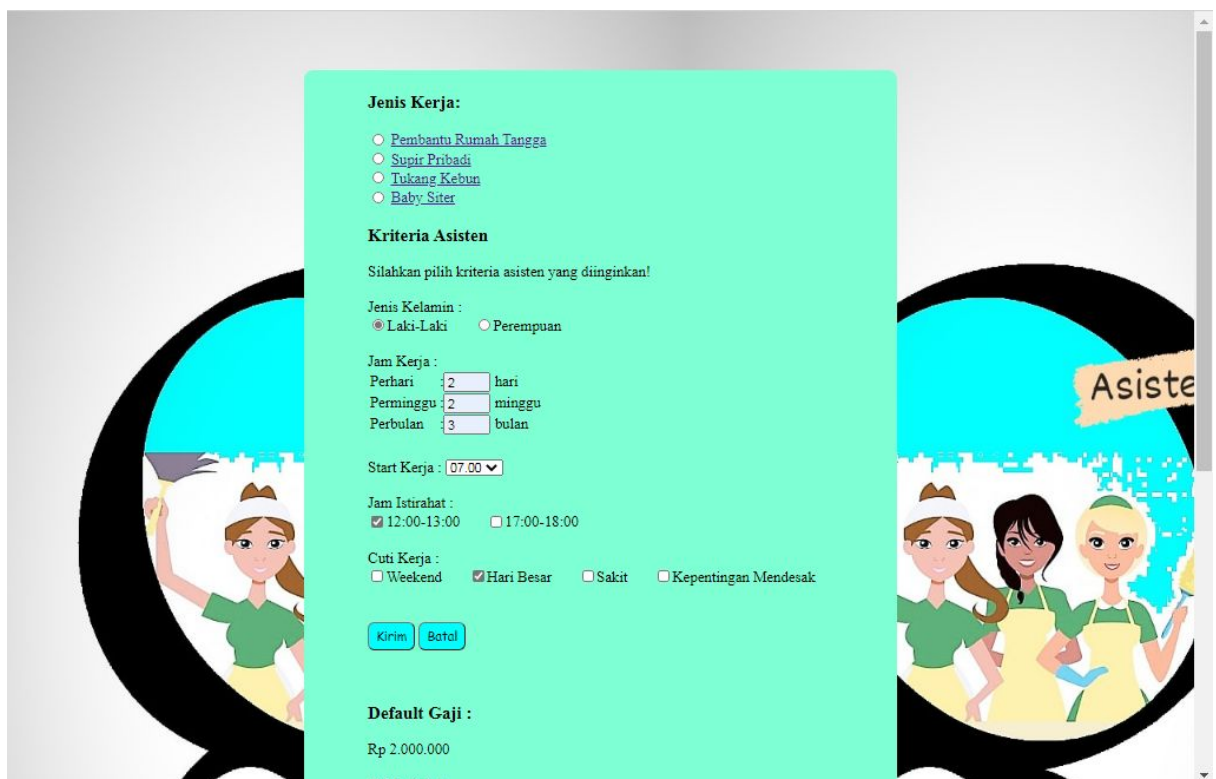 Jenis Kerja:
Pembantu Rumah Tangga
Supir Pribadi
Tukang Kebun
Baby Siter
Kriteria Asisten
Silahkan pilih kriteria asisten yang diinginkan!
Jenis Kelamin :
Laki-Laki Perempuan
Jam Kerja :
Perhari : 2 hari
Perminggu : 2 minggu
Perbulan : 3 bulan
Asiste
Start Kerja : 07.00
Jam Istirahat :
12:00-13:00 17:00-18:00
Cuti Kerja :
Weekend Hari Besar Sakit Kepentingan Mendesak
Kirim Batal
Default Gaji :
Rp 2.000.000